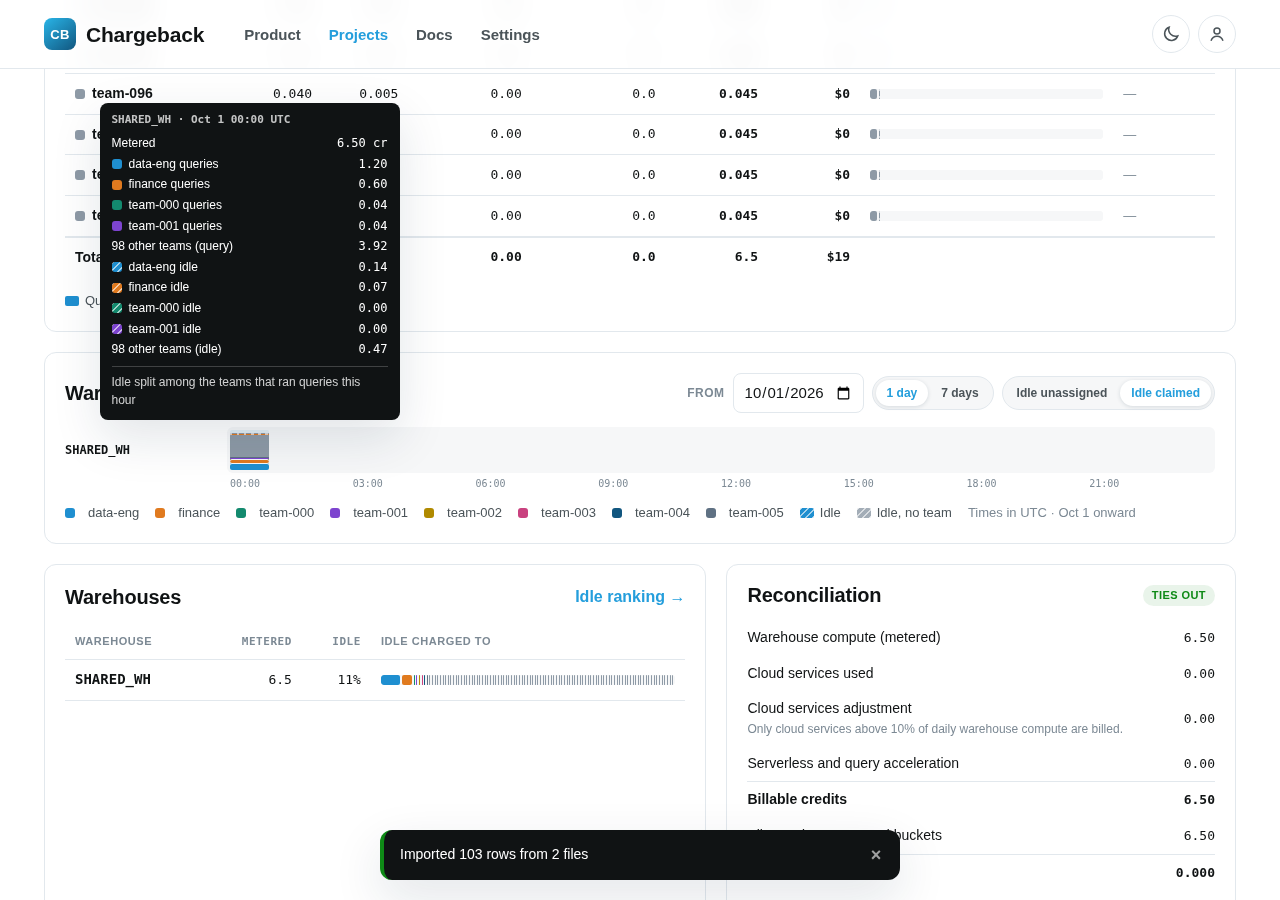 CB Chargeback Product Projects Docs Settings
team-096 0.040 0.005 0.00 0.0 0.045 $0 —
0.00 0.0 0.045 $0 —
0.00 0.0 0.045 $0 —
0.00 0.0 0.045 $0 —
0.00 0.0 6.5 $19
SHARED_WH · Oct 1 00:00 UTC
Metered 6.50 cr
data-eng queries 1.20
finance queries 0.60
team-000 queries 0.04
team-001 queries 0.04
98 other teams (query) 3.92
data-eng idle 0.14
finance idle 0.07
team-000 idle 0.00
team-001 idle 0.00
98 other teams (idle) 0.47
Idle split among the teams that ran queries this
hour
FROM 10/01/2026 1 day 7 days Idle unassigned Idle claimed
SHARED_WH
00:00 03:00 06:00 09:00 12:00 15:00 18:00 21:00
data-eng finance team-000 team-001 team-002 team-003 team-004 team-005 Idle Idle, no team Times in UTC · Oct 1 onward
Warehouses Idle ranking →
WAREHOUSE METERED IDLE IDLE CHARGED TO
SHARED_WH 6.5 11%
Reconciliation TIES OUT
Warehouse compute (metered) 6.50
Cloud services used 0.00
Cloud services adjustment 0.00
Only cloud services above 10% of daily warehouse compute are billed.
Serverless and query acceleration 0.00
Billable credits 6.50
buckets 6.50
0.000
Imported 103 rows from 2 files ×